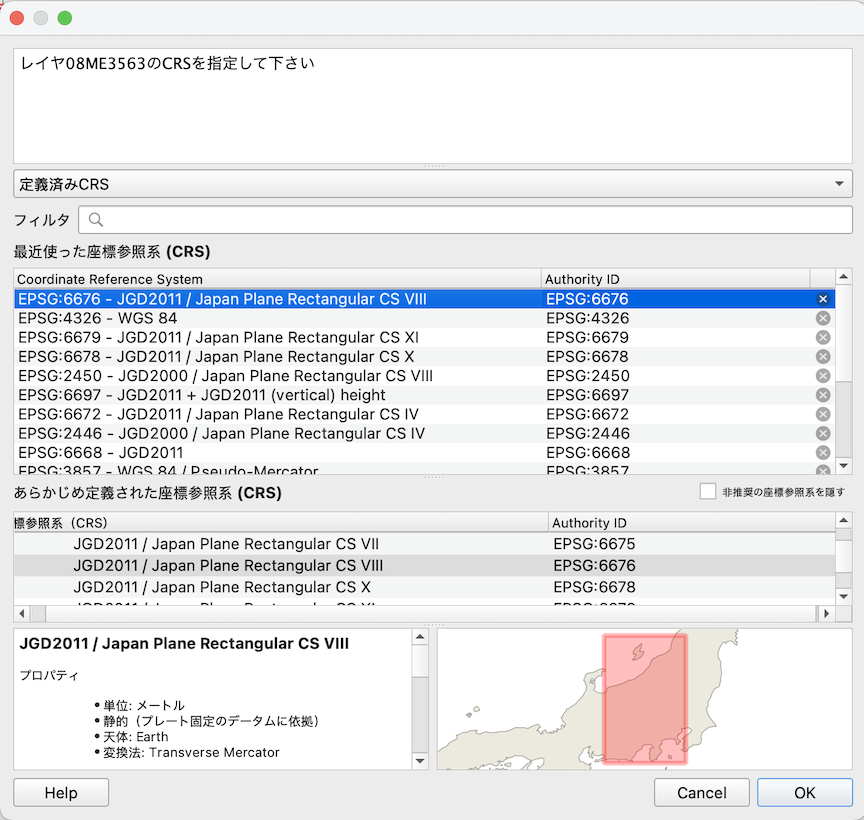 レイヤ08ME3563のCRSを指定して下さい
定義済みCRS
フィルタ
最近使った座標参照系 (CRS)
Coordinate Reference System Authority ID
EPSG:6676 - JGD2011 / Japan Plane Rectangular CS VIII EPSG:6676
EPSG:4326 - WGS 84 EPSG:4326
EPSG:6679 - JGD2011 / Japan Plane Rectangular CS XI EPSG:6679
EPSG:6678 - JGD2011 / Japan Plane Rectangular CS X EPSG:6678
EPSG:2450 - JGD2000 / Japan Plane Rectangular CS VIII EPSG:2450
EPSG:6697 - JGD2011 + JGD2011 (vertical) height EPSG:6697
EPSG:6672 - JGD2011 / Japan Plane Rectangular CS IV EPSG:6672
EPSG:2446 - JGD2000 / Japan Plane Rectangular CS IV EPSG:2446
EPSG:6668 - JGD2011 EPSG:6668
EPSG:3857 - WGS 84 / Pseudo-Mercator EPSG:3857
あらかじめ定義された座標参照系 (CRS) 非推奨の座標参照系を隠す
標参照系（CRS） Authority ID
JGD2011 / Japan Plane Rectangular CS VII EPSG:6675
JGD2011 / Japan Plane Rectangular CS VIII EPSG:6676
JGD2011 / Japan Plane Rectangular CS X EPSG:6678
JGD2011 / Japan Plane Rectangular CS VIII
プロパティ
• 単位: メートル
• 静的（プレート固定のデータムに依拠）
• 天体: Earth
• 変換法: Transverse Mercator
Help Cancel OK